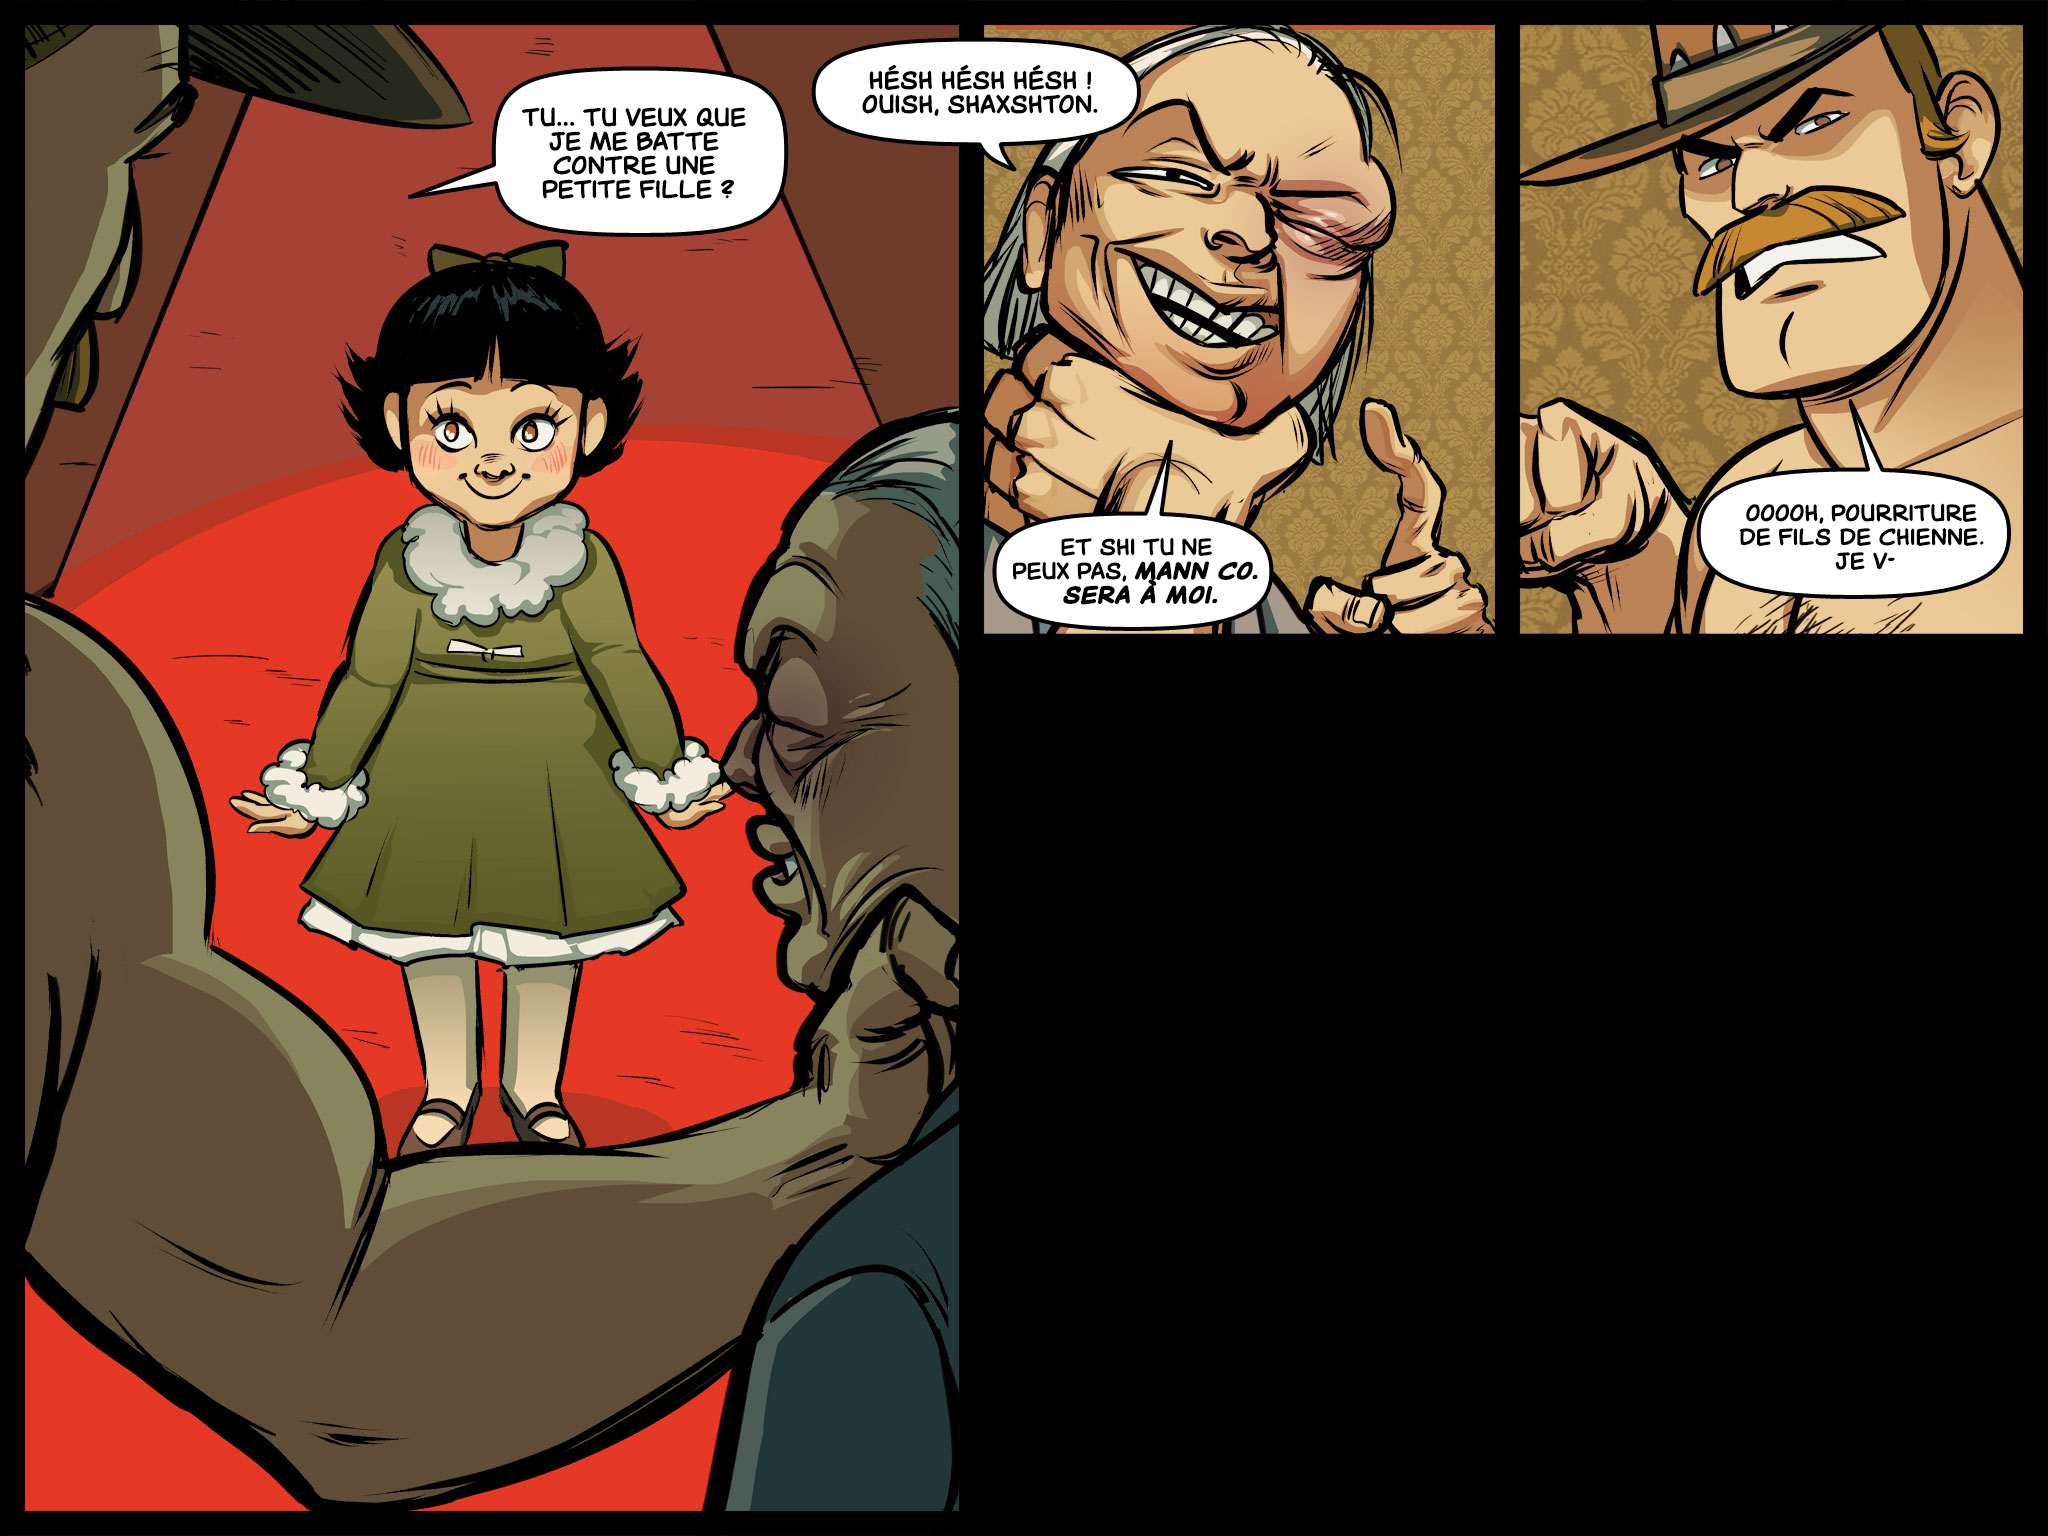 TU... TU VEUX QUE
JE ME BATTE
CONTRE UNE
PETITE FILLE ?
HÉSH HÉSH HÉSH !
OUISH, SHAXSHTON.
ET SHI TU NE
PEUX PAS, MANN CO.
SERA À MOI.
OOOOH, POURRITURE
DE FILS DE CHIENNE.
JE V-